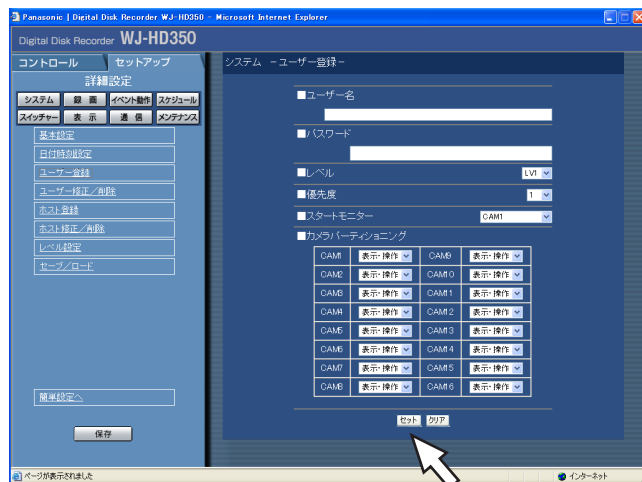 Panasonic | Digital Disk Recorder WJ-HD350 - Microsoft Internet Explorer
Digital Disk Recorder WJ-HD350
コントロール セットアップ
詳細設定
システム 録 画 イベント動作 スケジュール
スイッチャー 表 示 通 信 メンテナンス
基本設定
日付時刻設定
ユーザー登録
ユーザー修正／削除
ホスト登録
ホスト修正／削除
レベル設定
セーブ／ロード
簡単設定へ
保存
システム －ユーザー登録－
■ユーザー名
■パスワード
■レベル LV1
■優先度 1
■スタートモニター CAM1
■カメラパーティショニング
CAM1 表示・操作 CAM9 表示・操作
CAM2 表示・操作 CAM10 表示・操作
CAM3 表示・操作 CAM11 表示・操作
CAM4 表示・操作 CAM12 表示・操作
CAM5 表示・操作 CAM13 表示・操作
CAM6 表示・操作 CAM14 表示・操作
CAM7 表示・操作 CAM15 表示・操作
CAM8 表示・操作 CAM16 表示・操作
セット クリア
ページが表示されました インターネット